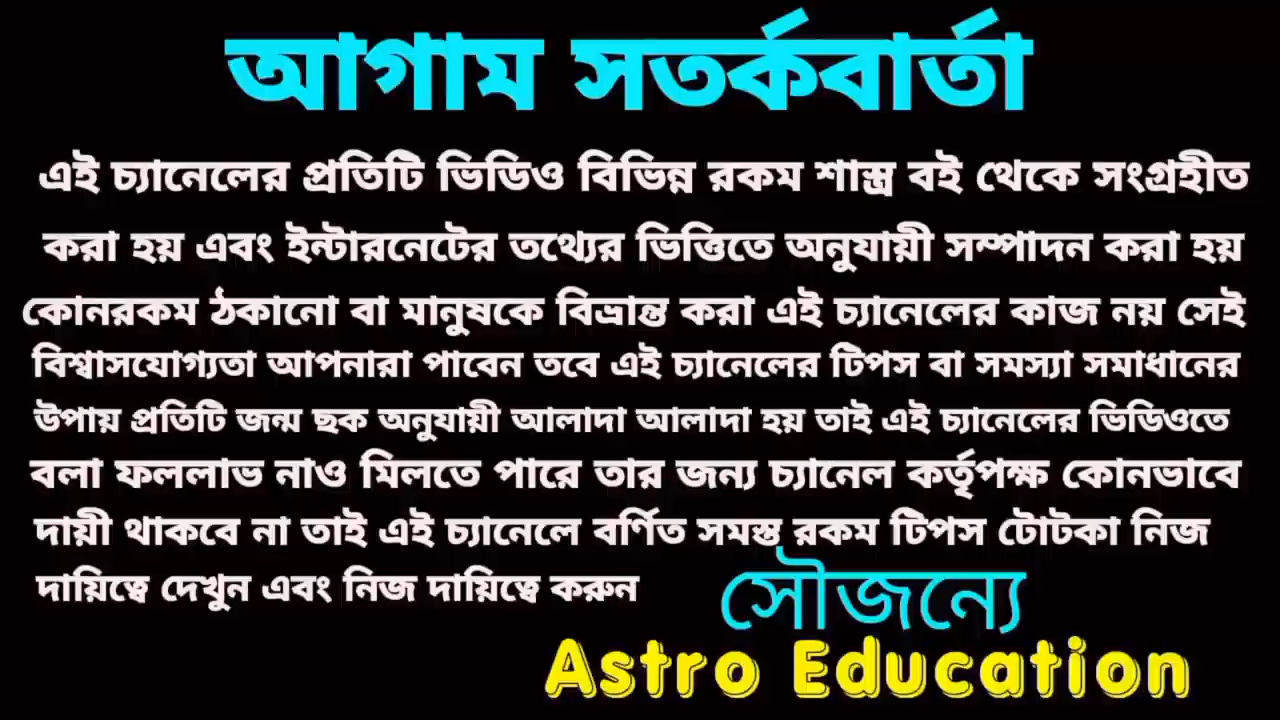 আগাম সতর্কবার্তা
এই চ্যানেলের প্রতিটি ভিডিও বিভিন্ন রকম শাস্ত্র বই থেকে সংগ্রহীত
করা হয় এবং ইন্টারনেটের তথ্যের ভিত্তিতে অনুযায়ী সম্পাদন করা হয়
কোনরকম ঠকানো বা মানুষকে বিভ্রান্ত করা এই চ্যানেলের কাজ নয় সেই
বিশ্বাসযোগ্যতা আপনারা পাবেন তবে এই চ্যানেলের টিপস বা সমস্যা সমাধানের
উপায় প্রতিটি জন্ম ছক অনুযায়ী আলাদা আলাদা হয় তাই এই চ্যানেলের ভিডিওতে
বলা ফললাভ নাও মিলতে পারে তার জন্য চ্যানেল কর্তৃপক্ষ কোনভাবে
দায়ী থাকবে না তাই এই চ্যানেলে বর্ণিত সমস্ত রকম টিপস টোটকা নিজ
দায়িত্বে দেখুন এবং নিজ দায়িত্বে করুন
সৌজন্যে
Astro Education